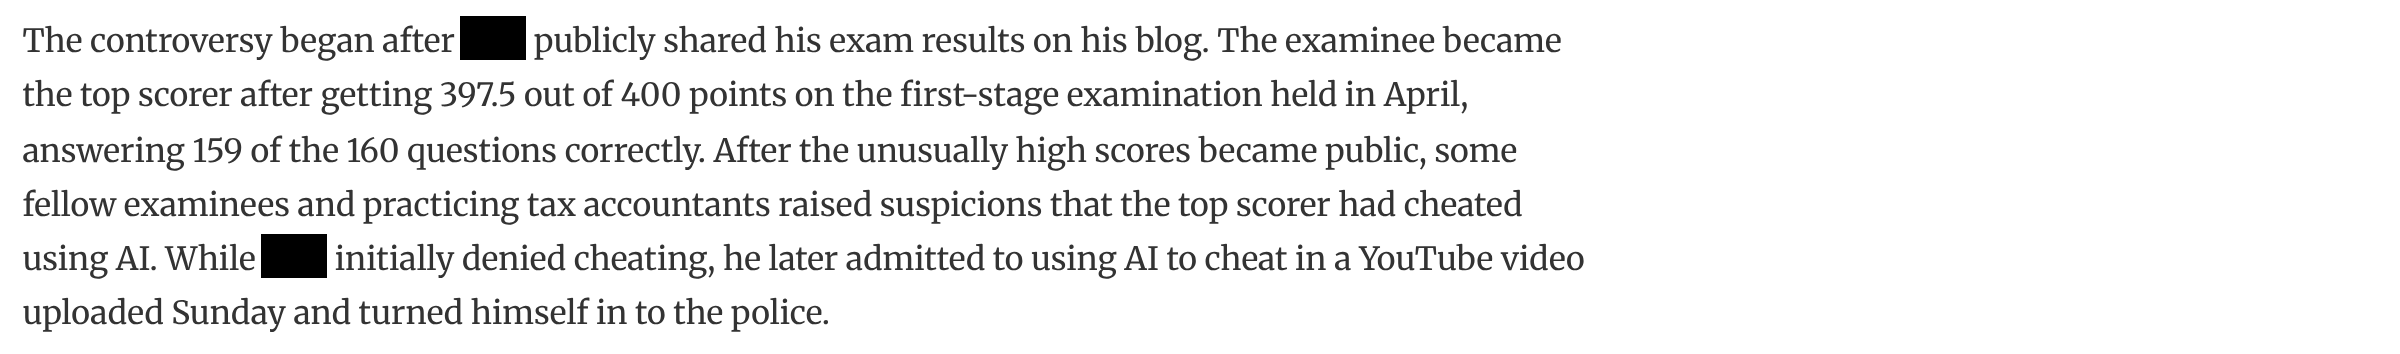 The controversy began after publicly shared his exam results on his blog. The examinee became
the top scorer after getting 397.5 out of 400 points on the first-stage examination held in April,
answering 159 of the 160 questions correctly. After the unusually high scores became public, some
fellow examinees and practicing tax accountants raised suspicions that the top scorer had cheated
using AI. While initially denied cheating, he later admitted to using AI to cheat in a YouTube video
uploaded Sunday and turned himself in to the police.